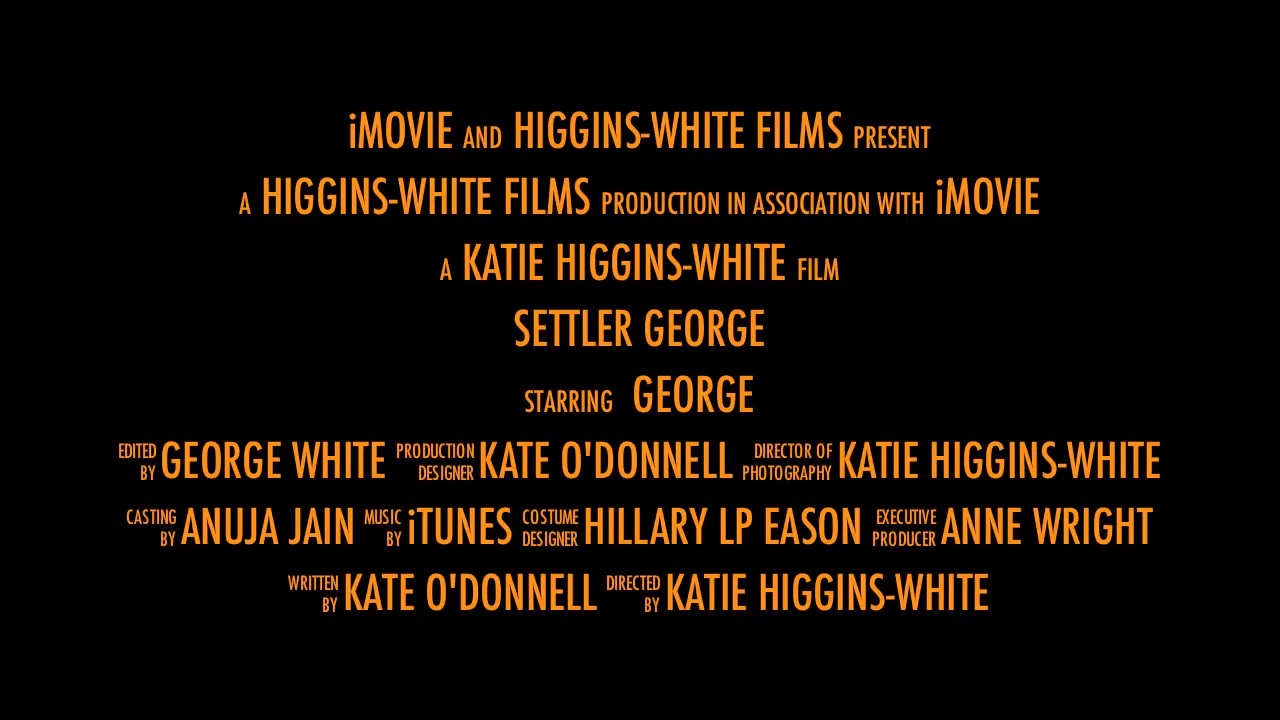 iMOVIE AND HIGGINS-WHITE FILMS PRESENT
A HIGGINS-WHITE FILMS PRODUCTION IN ASSOCIATION WITH iMOVIE
A KATIE HIGGINS-WHITE FILM
SETTLER GEORGE
STARRING GEORGE
EDITED BY GEORGE WHITE PRODUCTION DESIGNER KATE O'DONNELL DIRECTOR OF PHOTOGRAPHY KATIE HIGGINS-WHITE
CASTING BY ANUJA JAIN MUSIC BY iTUNES COSTUME DESIGNER HILLARY LP EASON EXECUTIVE PRODUCER ANNE WRIGHT
WRITTEN BY KATE O'DONNELL DIRECTED BY KATIE HIGGINS-WHITE